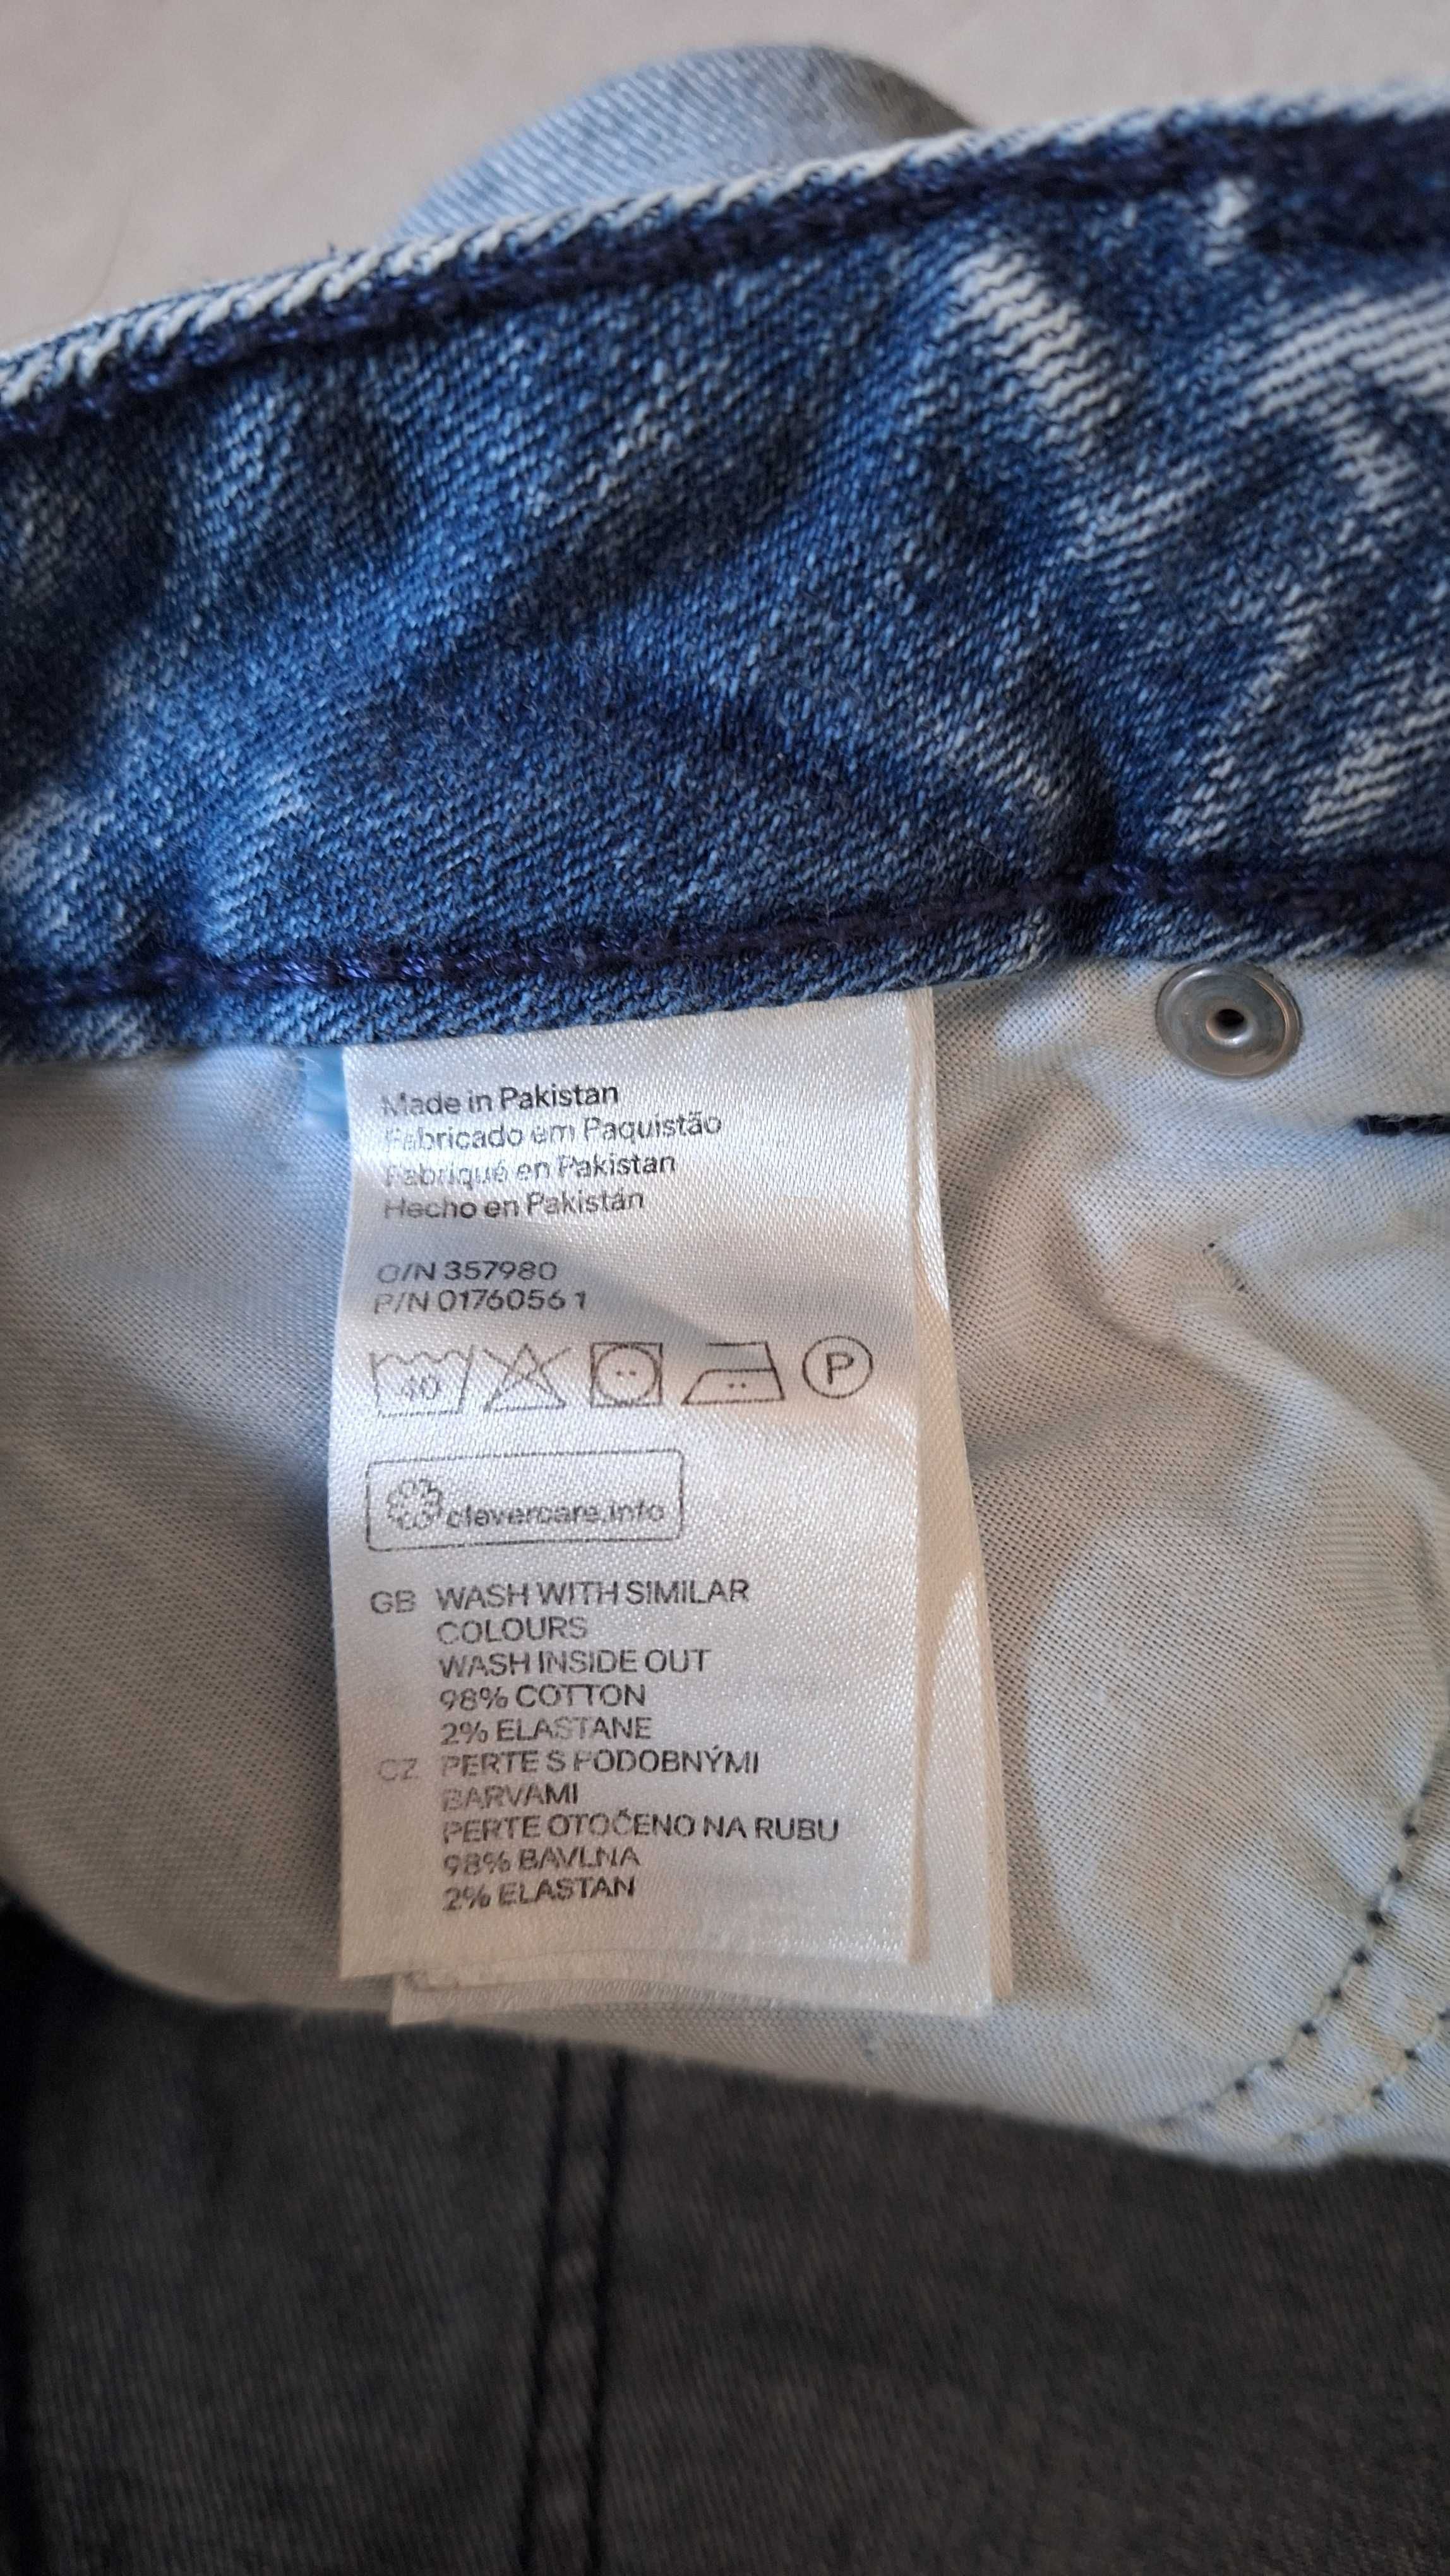 Made in Pakistan
Fabricado em Paquistão
Fabriqué en Pakistan
Hecho en Pakistán
O/N 357980
P/N 0176056 1
40 P
clevercare.info
GB WASH WITH SIMILAR
COLOURS
WASH INSIDE OUT
98% COTTON
2% ELASTANE
CZ PERTE S PODOBNÝMI
BARVAMI
PERTE OTOČENO NA RUBU
98% BAVLNA
2% ELASTAN